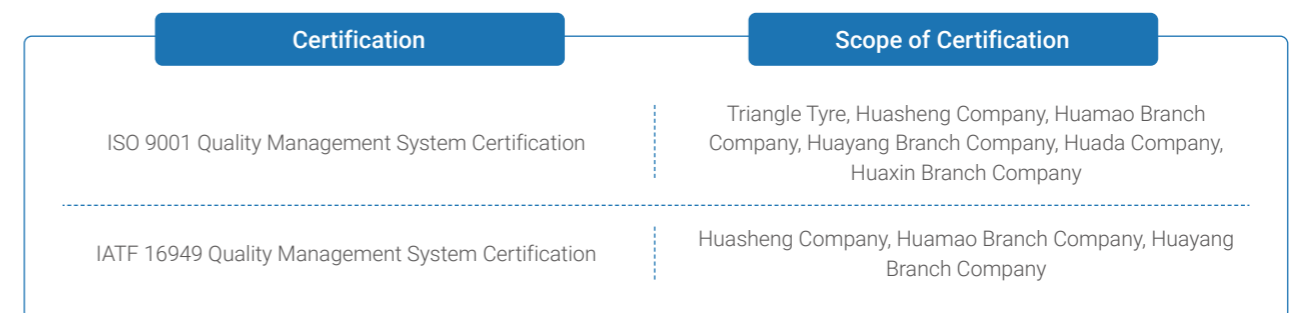 Certification
Scope of Certification
ISO 9001 Quality Management System Certification
Triangle Tyre, Huasheng Company, Huamao Branch
Company, Huayang Branch Company, Huada Company,
Huaxin Branch Company
IATF 16949 Quality Management System Certification
Huasheng Company, Huamao Branch Company, Huayang
Branch Company